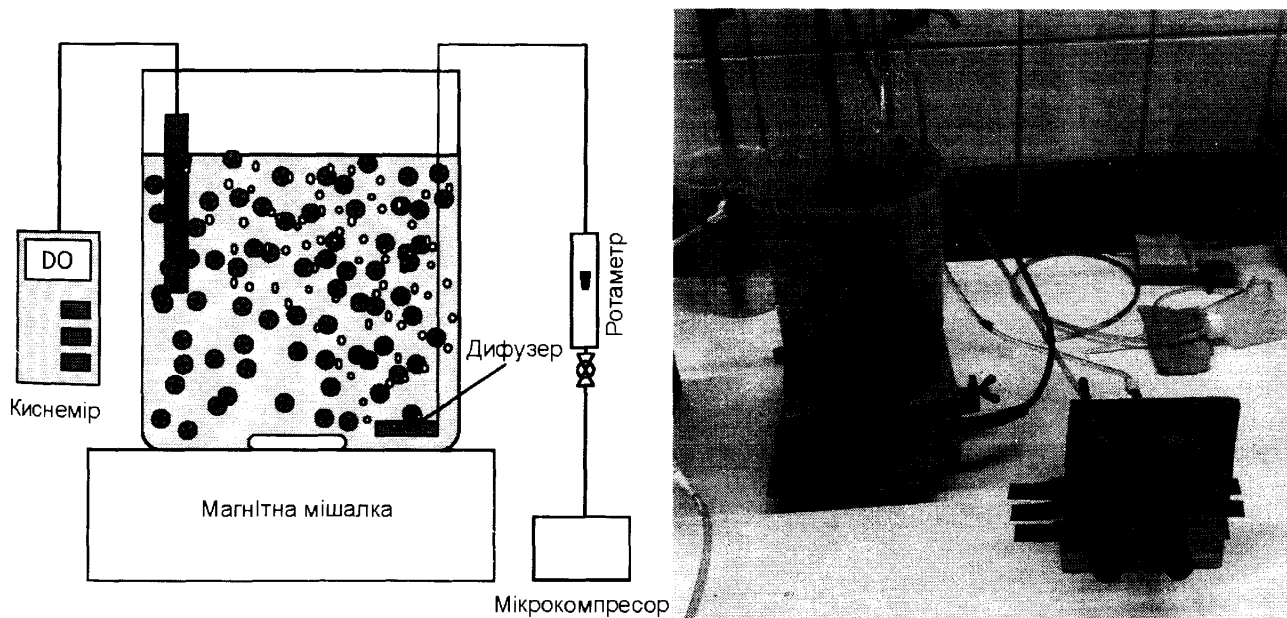 DO
Киснемір
Ротаметр
Дифузер
Магнітна мішалка
Мікрокомпресор